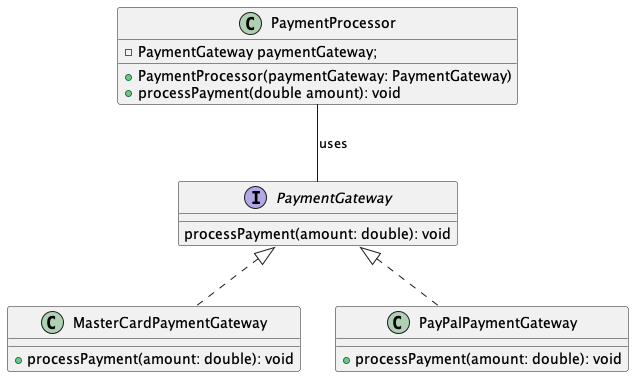 C PaymentProcessor
PaymentGateway paymentGateway;
PaymentProcessor(paymentGateway: PaymentGateway)
processPayment(double amount): void
uses
I PaymentGateway
processPayment(amount: double): void
C MasterCardPaymentGateway
processPayment(amount: double): void
C PayPalPaymentGateway
processPayment(amount: double): void